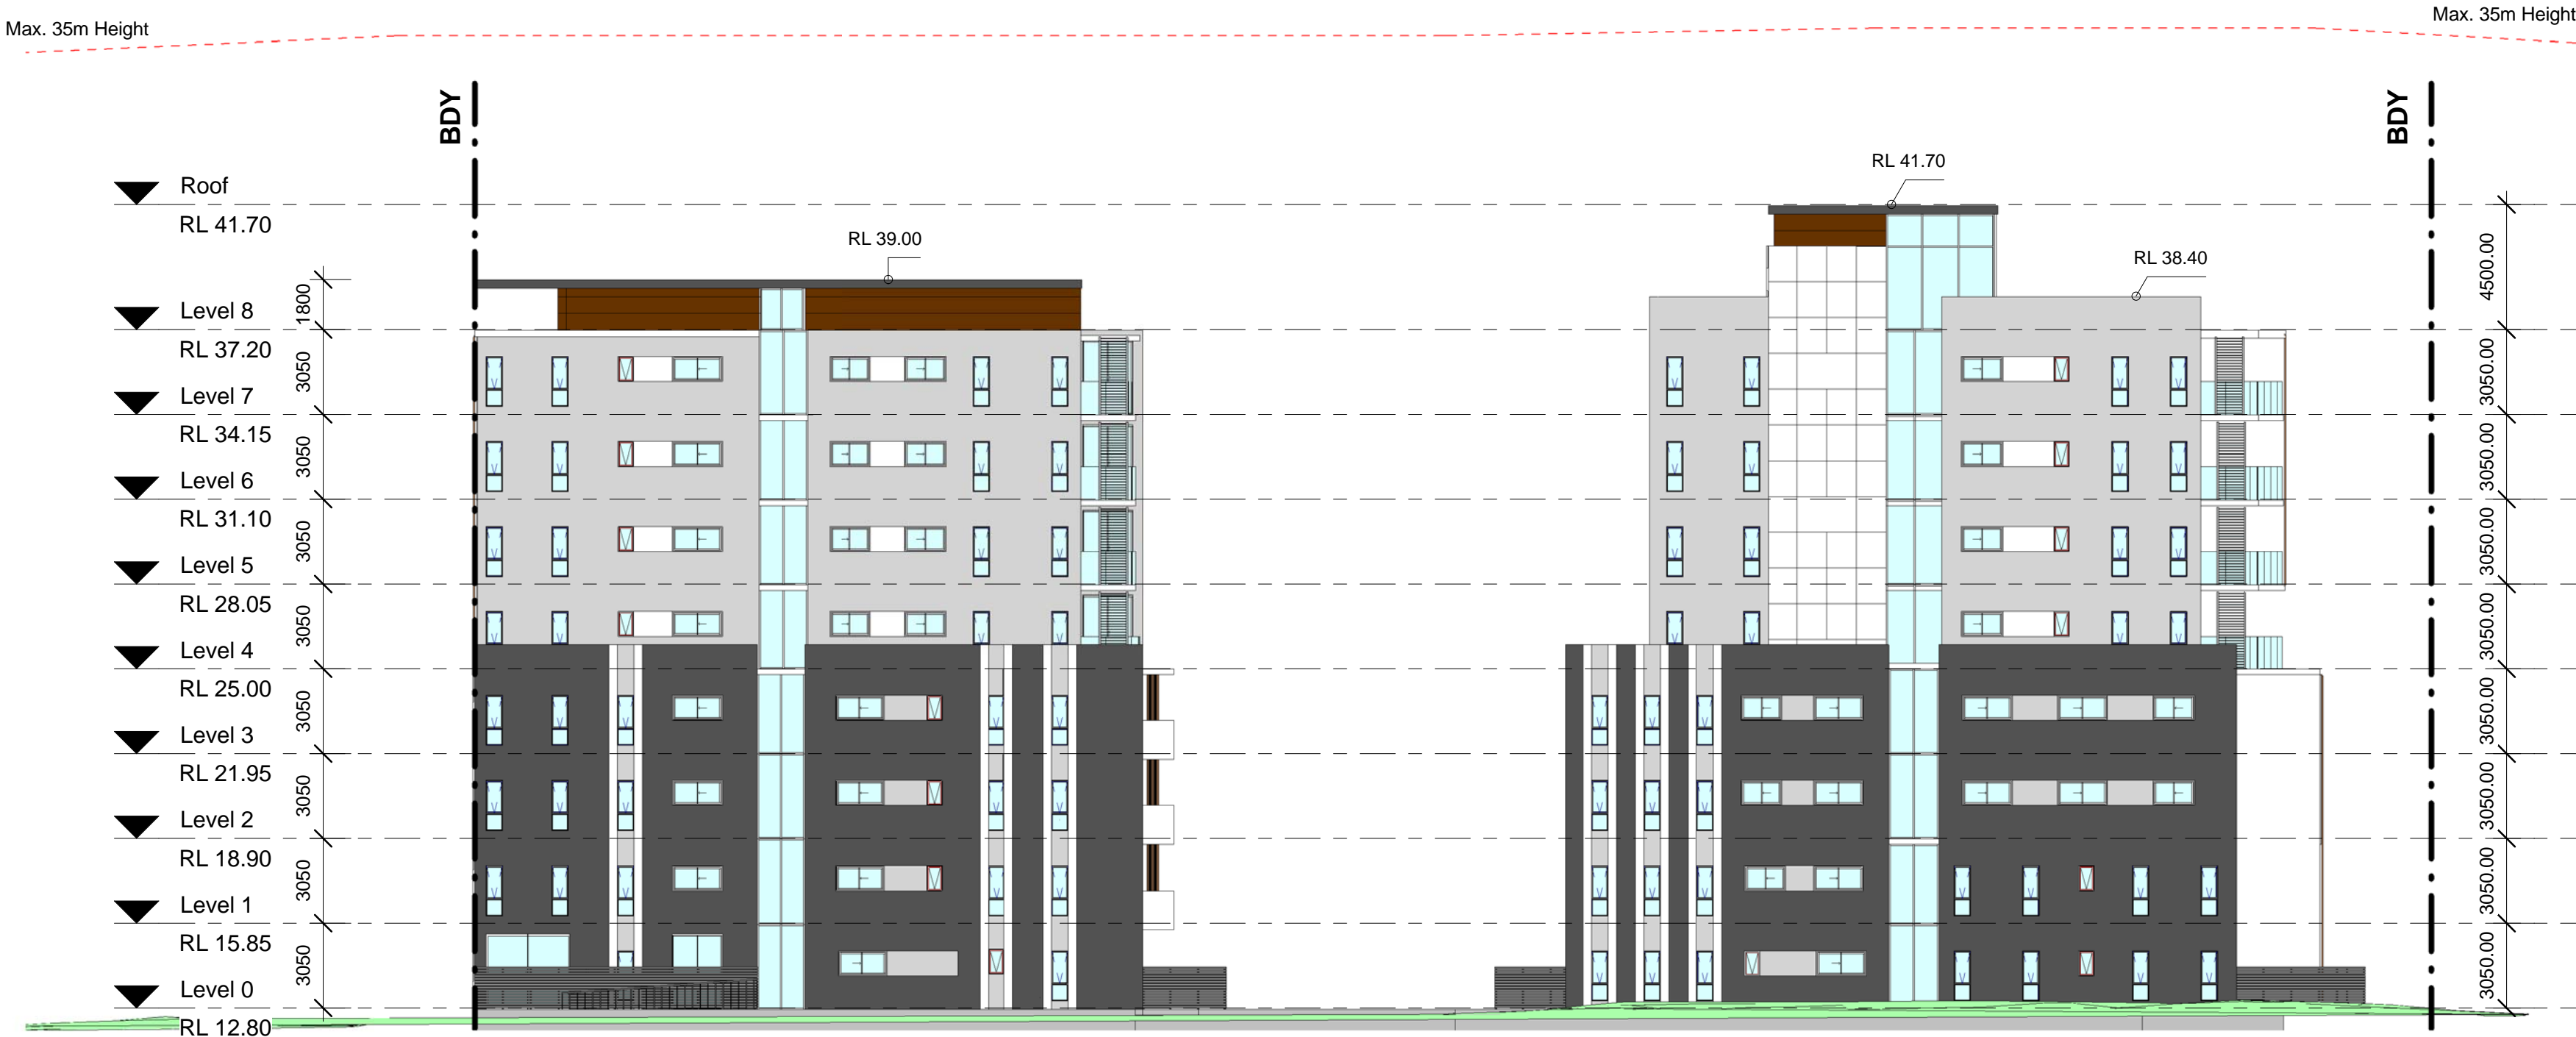 Max. 35m Height
Max. 35m Height
BDY
BDY
RL 41.70
Roof
RL 41.70
RL 39.00
RL 38.40
4500.00
1800
Level 8
RL 37.20
3050
3050.00
Level 7
RL 34.15
3050
3050.00
Level 6
RL 31.10
3050
3050.00
Level 5
RL 28.05
3050
3050.00
Level 4
RL 25.00
3050
3050.00
Level 3
RL 21.95
3050
3050.00
Level 2
RL 18.90
3050
3050.00
Level 1
RL 15.85
3050
3050.00
Level 0
RL 12.80